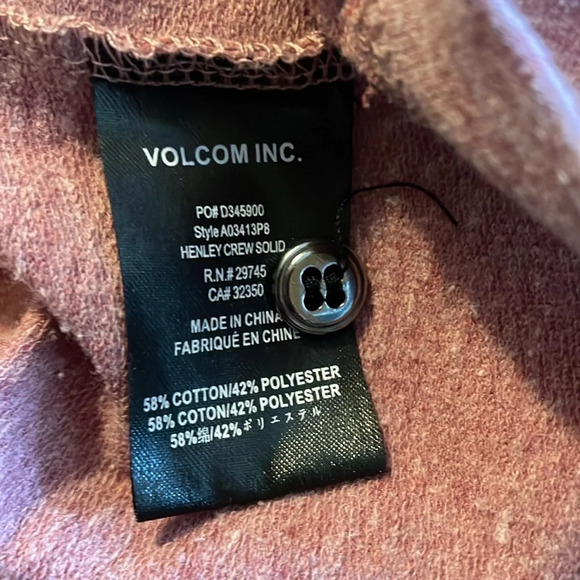 VOLCOM INC.
PO# D345900
Style A03413P8
HENLEY CREW SOLID
R.N.# 29745
CA# 32350
MADE IN CHINA
FABRIQUÉ EN CHINE
58% COTTON/42% POLYESTER
58% COTON/42% POLYESTER
58%綿/42%ポリエステル